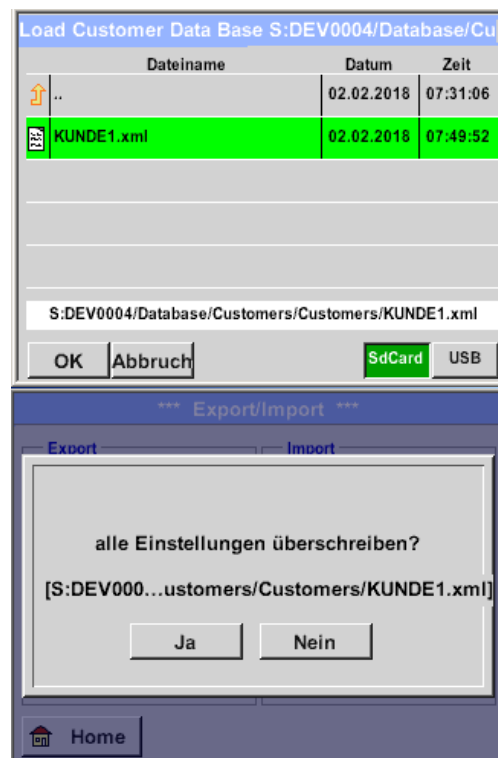 Load Customer Data Base S:DEV0004/Database/Cu
Dateiname Datum Zeit
.. 02.02.2018 07:31:06
KUNDE1.xml 02.02.2018 07:49:52
S:DEV0004/Database/Customers/Customers/KUNDE1.xml
OK Abbruch SdCard USB
*** Export/Import ***
Export Import
alle Einstellungen überschreiben?
[S:DEV000...ustomers/Customers/KUNDE1.xml]
Ja Nein
Home